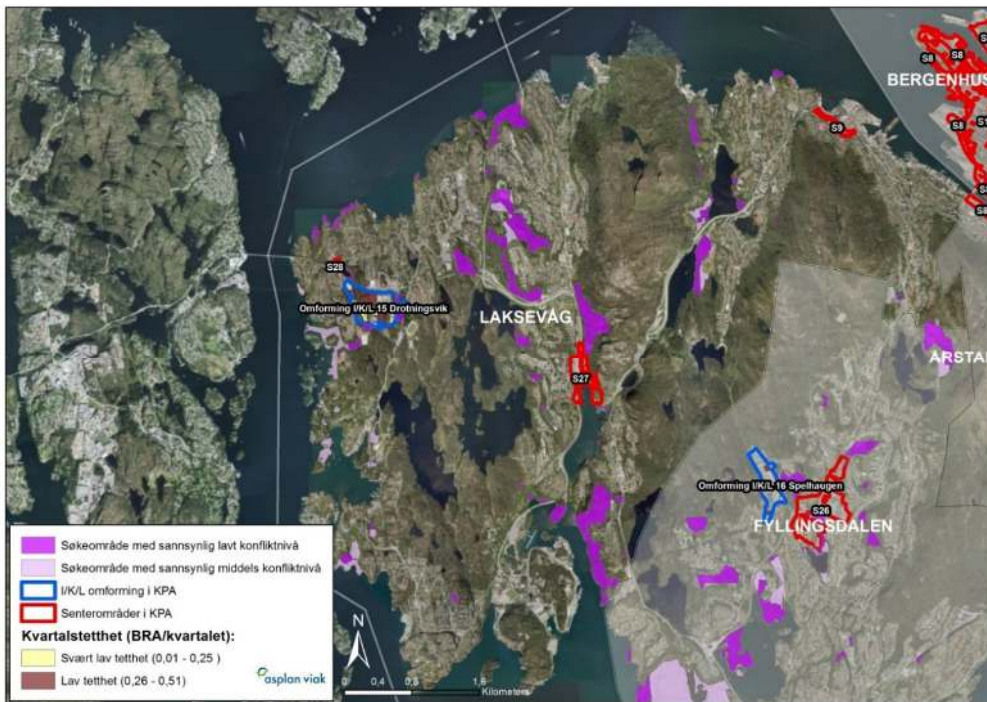 BERGENHUS
S8
S8
S8
S9
S28
Omforming I/K/L 15 Drotningsvik
LAKSEVÅG
S27
Omforming I/K/L 16 Spelhaugen
S26
FYLLINGSDALEN
Søkeområde med sannsynlig lavt konfliktnivå
Søkeområde med sannsynlig middels konfliktnivå
I/K/L omforming i KPA
Senterområder i KPA
Kvartalstetthet (BRA/kvartalet):
Svært lav tetthet (0,01 - 0,25 )
Lav tetthet (0,26 - 0,51)
asplan viak
N
0 0,4 0,8 1,6
Kilometers